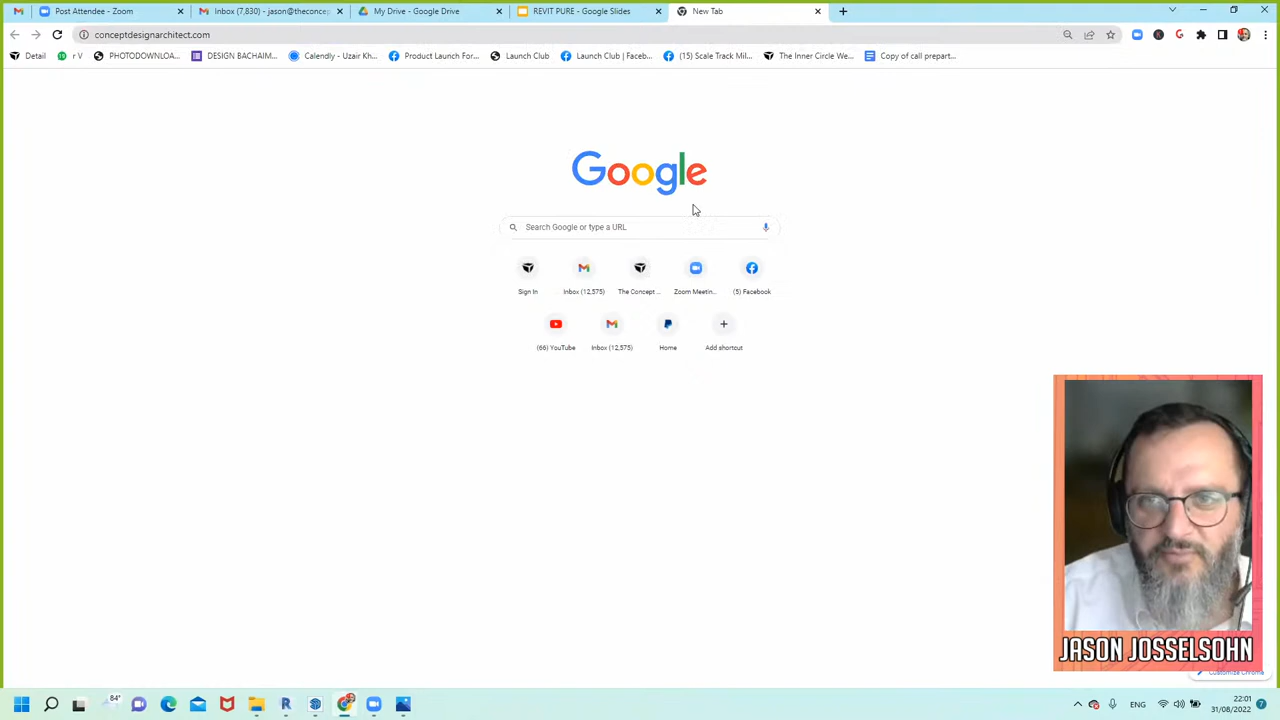 Post Attendee - Zoom
Inbox (7,830) - jason@theconcep
My Drive - Google Drive
REVIT PURE - Google Slides
New Tab
conceptdesignarchitect.com
Detail
r V
PHOTODOWNLOA...
DESIGN BACHAIM...
Calendly - Uzair Kh...
Product Launch For...
Launch Club
Launch Club | Faceb...
(15) Scale Track Mil...
The Inner Circle We...
Copy of call prepart...
Google
Search Google or type a URL
Sign In
Inbox (12,575)
The Concept ...
Zoom Meetin...
(5) Facebook
(66) YouTube
Inbox (12,575)
Home
Add shortcut
JASON JOSSELSOHN
Customize Chrome
84°
ENG
22:01
31/08/2022